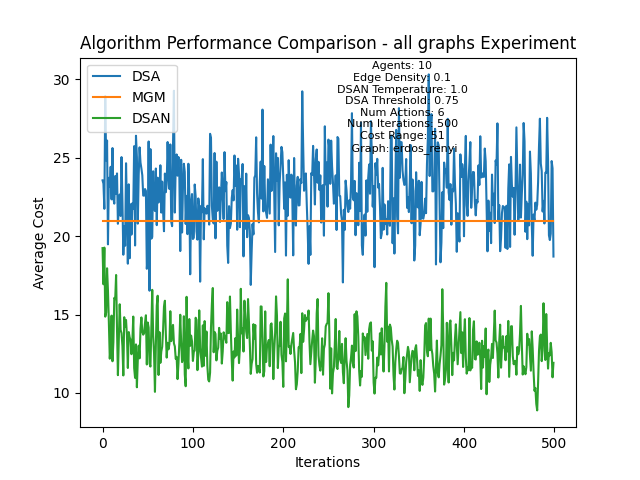 Algorithm Performance Comparison - all graphs Experiment
DSA
MGM
DSAN
Agents: 10
Edge Density: 0.1
DSAN Temperature: 1.0
DSA Threshold: 0.75
Num Actions: 6
Num Iterations: 500
Cost Range: 51
Graph: erdos_renyi
Average Cost
30
25
20
15
10
0
100
200
300
400
500
Iterations